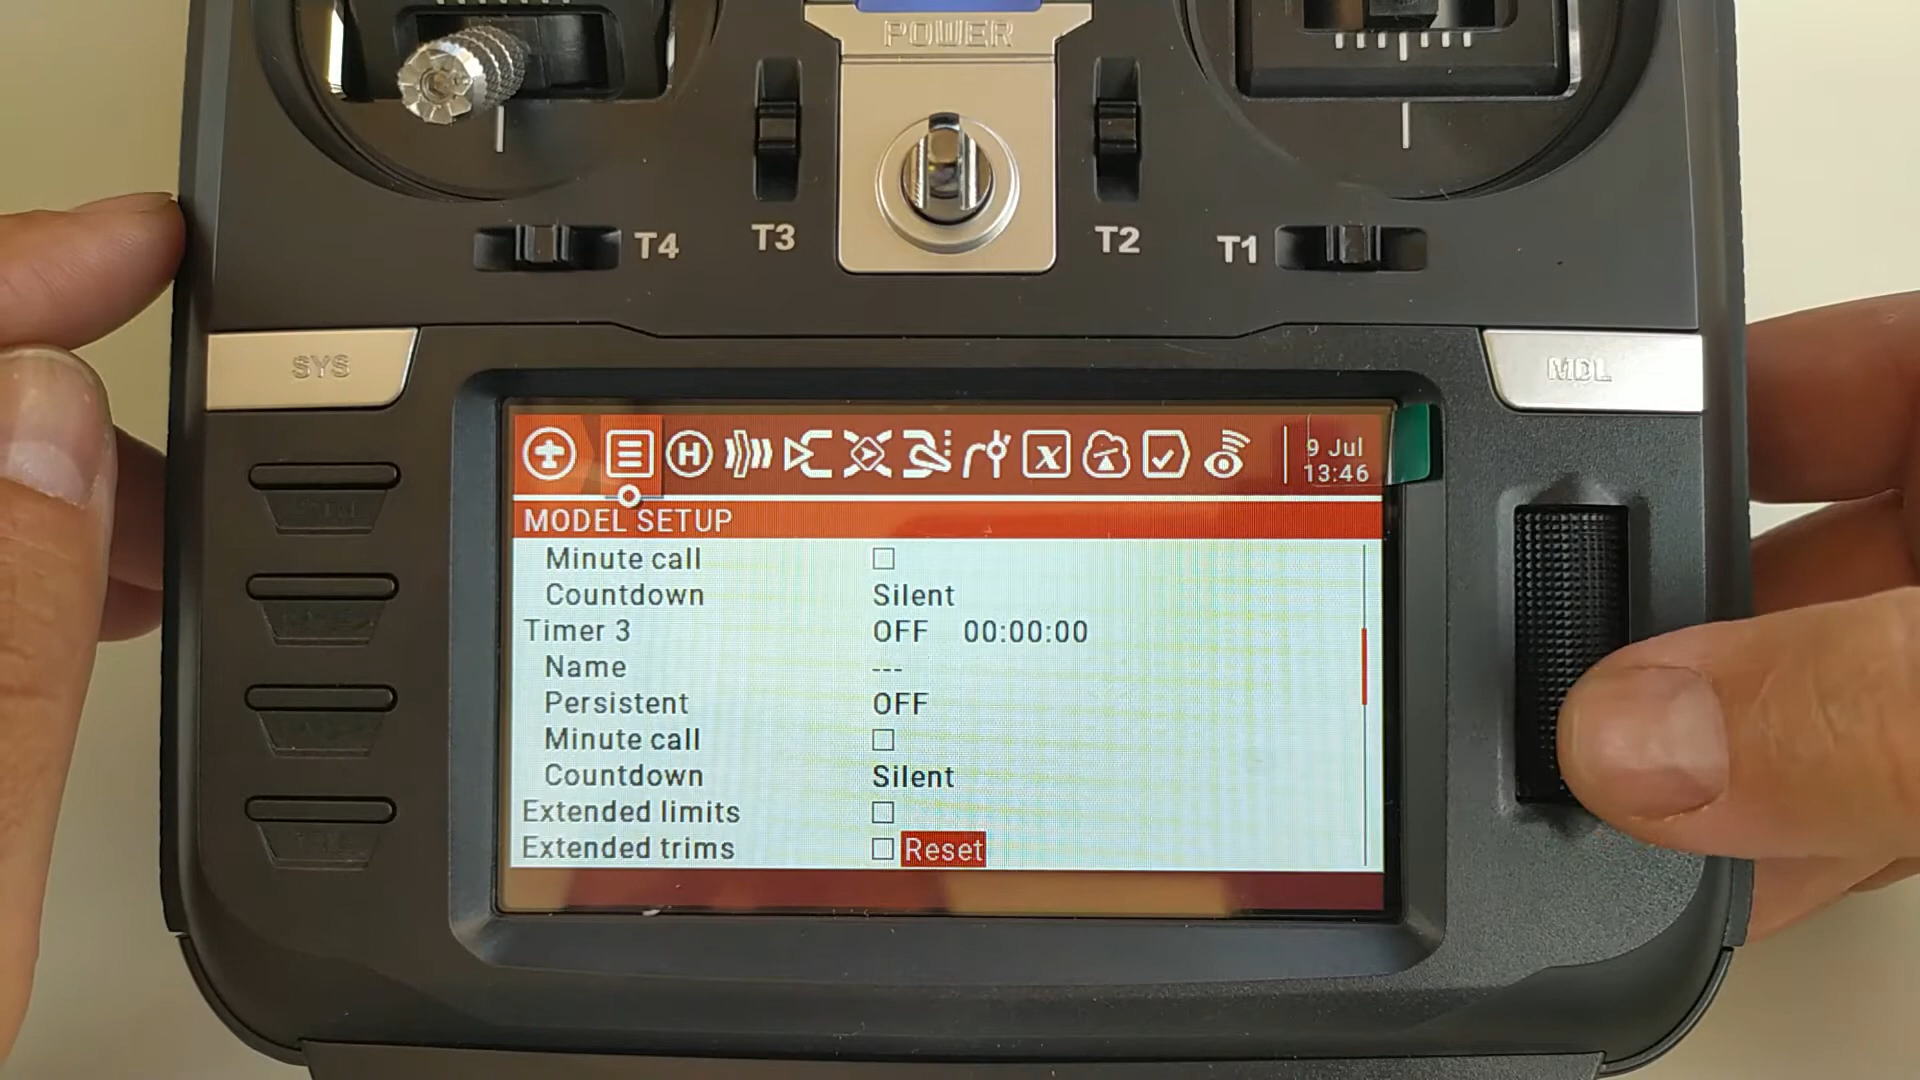 POWER
T4
T3
T2
T1
SYS
MDL
H
x
9 Jul
13:46
MODEL SETUP
Minute call
Countdown Silent
Timer 3 OFF 00:00:00
Name ---
Persistent OFF
Minute call
Countdown Silent
Extended limits
Extended trims Reset